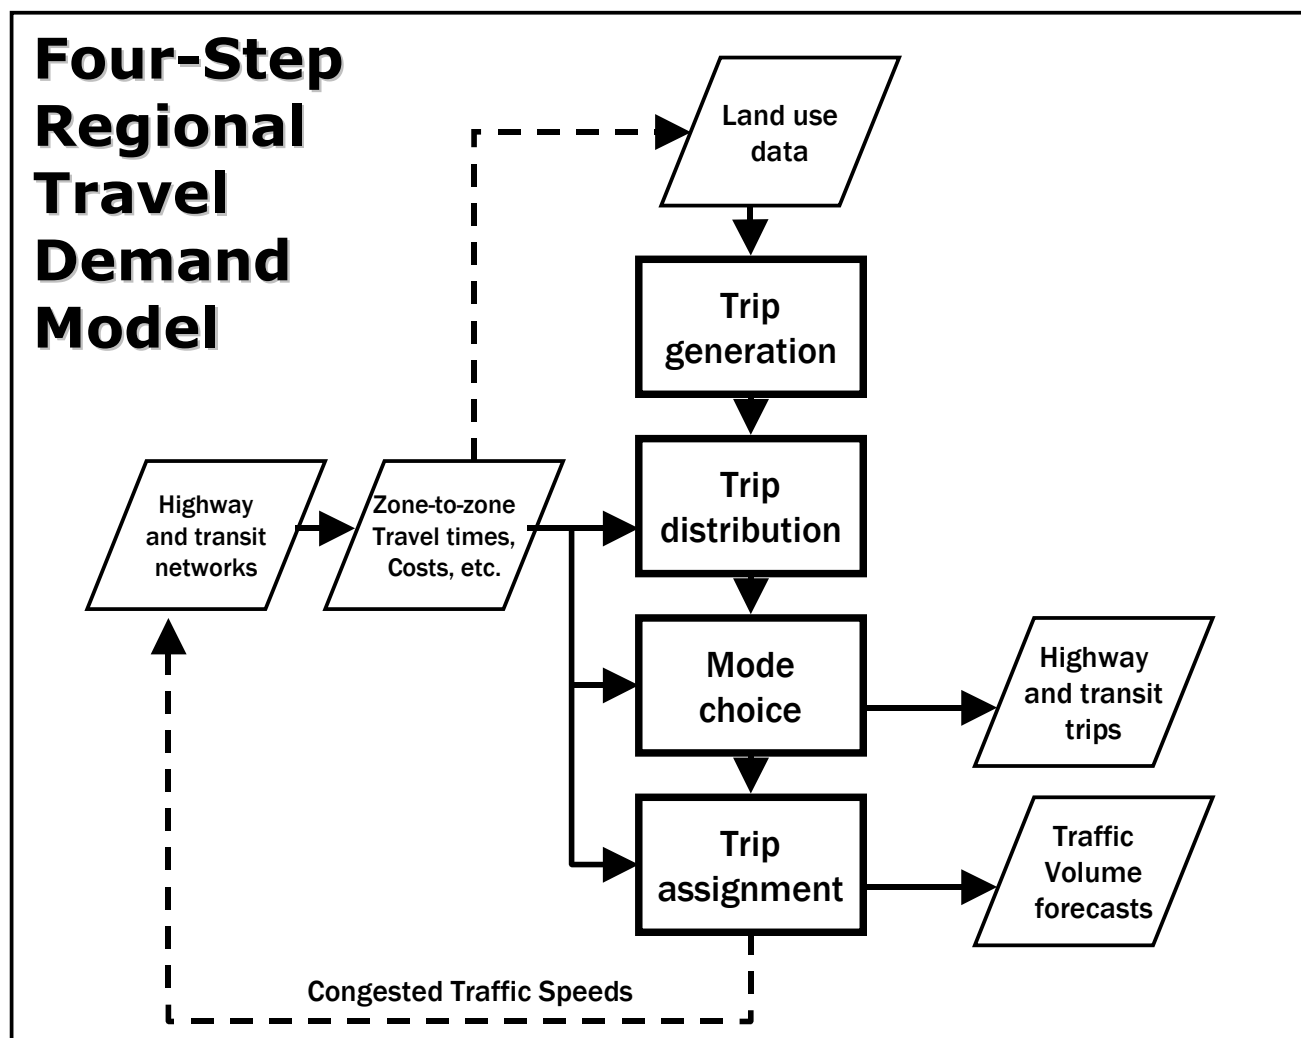 Four-Step
Regional
Travel
Demand
Model
Land use
data
Trip
generation
Highway
and transit
networks
Zone-to-zone
Travel times,
Costs, etc.
Trip
distribution
Mode
choice
Highway
and transit
trips
Trip
assignment
Traffic
Volume
forecasts
Congested Traffic Speeds